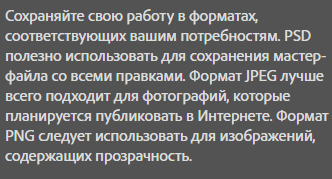 Сохраняйте свою работу в форматах,
соответствующих вашим потребностям. PSD
полезно использовать для сохранения мастер-
файла со всеми правками. Формат JPEG лучше
всего подходит для фотографий, которые
планируется публиковать в Интернете. Формат
PNG следует использовать для изображений,
содержащих прозрачность.